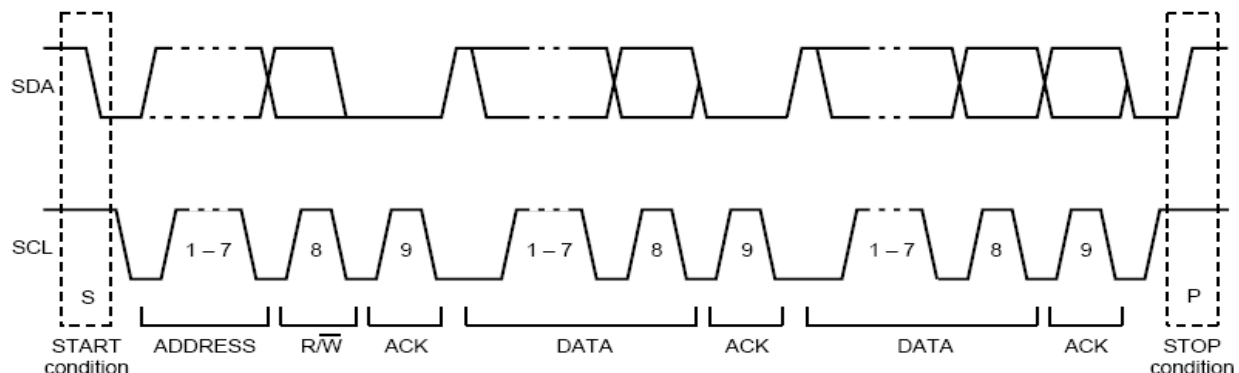 SDA
SCL
1 – 7 8 9 1 – 7 8 9 1 – 7 8 9
S P
START condition ADDRESS R/W̅ ACK DATA ACK DATA ACK STOP condition